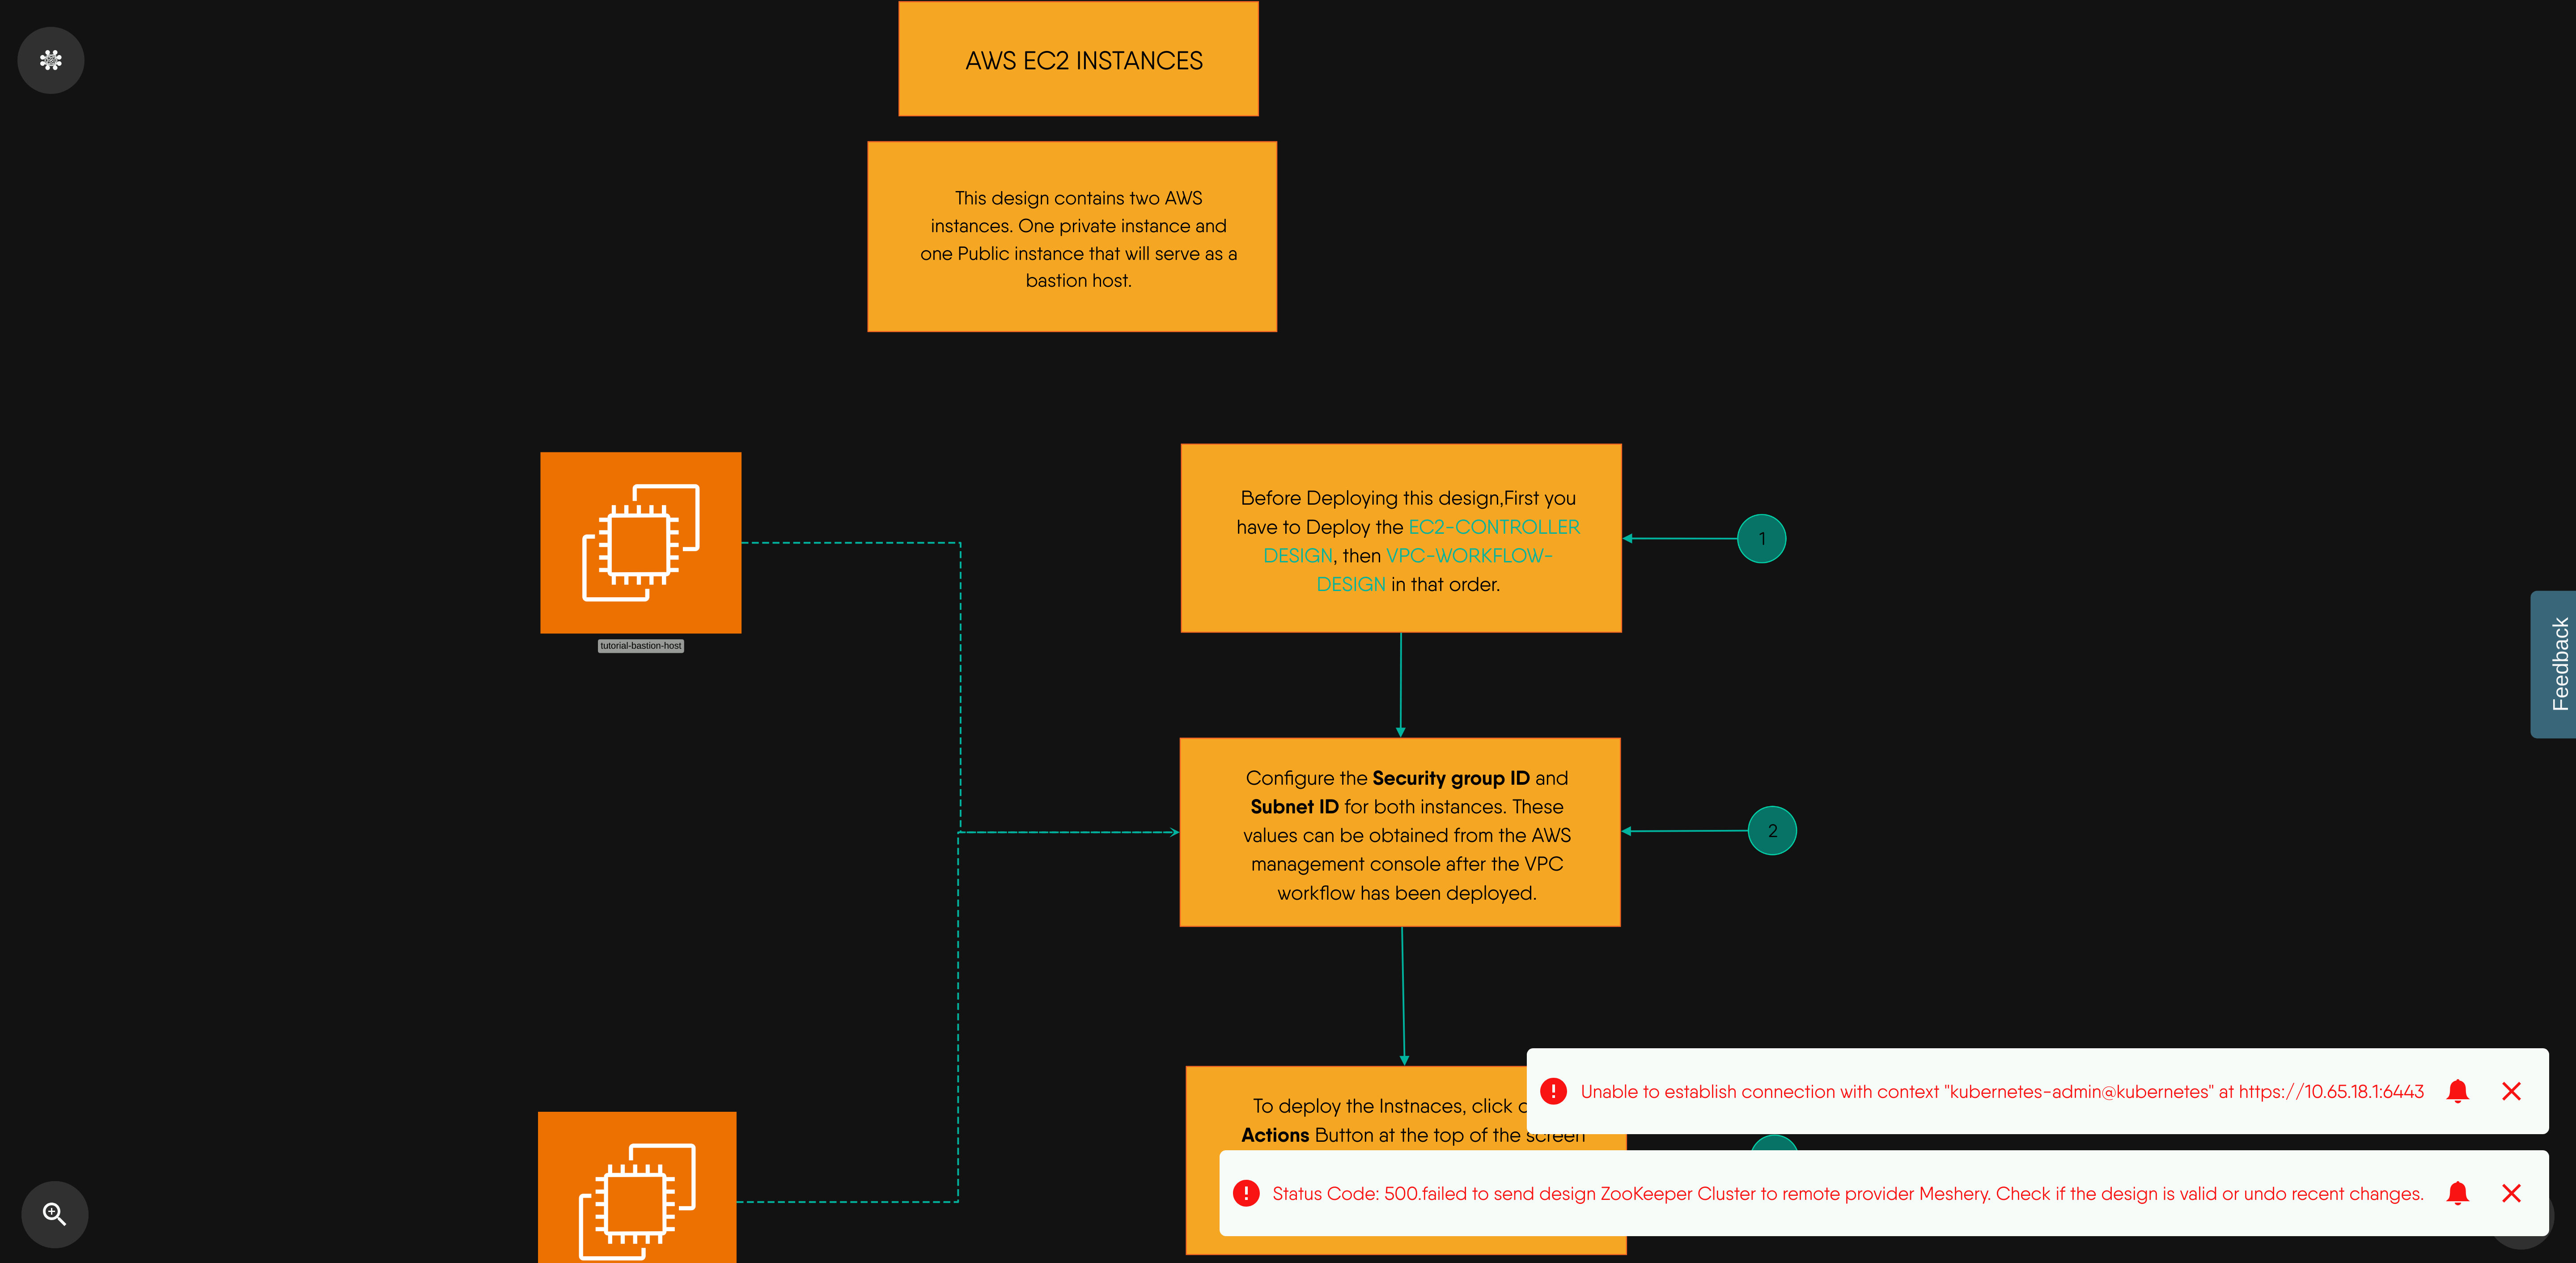 AWS EC2 INSTANCES
This design contains two AWS
instances. One private instance and
one Public instance that will serve as a
bastion host.
Before Deploying this design,First you
have to Deploy the EC2-CONTROLLER
DESIGN, then VPC-WORKFLOW-
DESIGN in that order.
1
tutorial-bastion-host
Feedback
Configure the Security group ID and
Subnet ID for both instances. These
values can be obtained from the AWS
management console after the VPC
workflow has been deployed.
2
To deploy the Instnaces, click
Actions Button at the top of the screen
Unable to establish connection with context "kubernetes-admin@kubernetes" at https://10.65.18.1:6443
Status Code: 500.failed to send design ZooKeeper Cluster to remote provider Meshery. Check if the design is valid or undo recent changes.